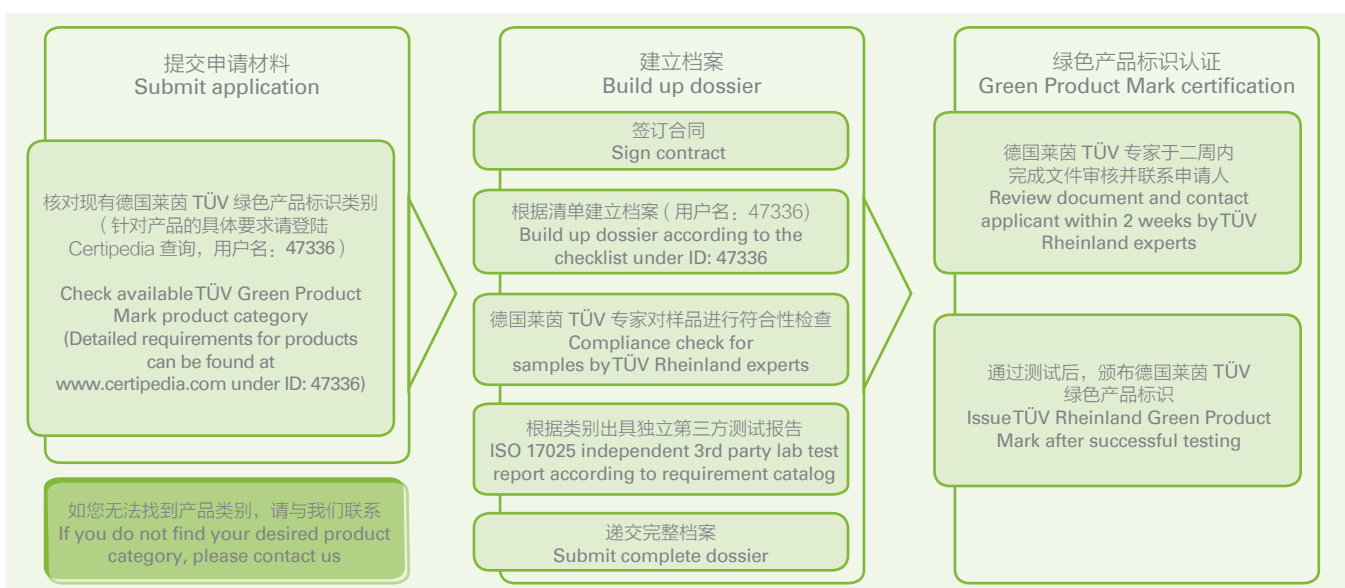 提交申请材料
Submit application
核对现有德国莱茵 TÜV 绿色产品标识类别
（针对产品的具体要求请登陆
Certipedia 查询，用户名：47336）
Check available TÜV Green Product
Mark product category
(Detailed requirements for products
can be found at
www.certipedia.com under ID: 47336)
如您无法找到产品类别，请与我们联系
If you do not find your desired product
category, please contact us
建立档案
Build up dossier
签订合同
Sign contract
根据清单建立档案（用户名：47336）
Build up dossier according to the
checklist under ID: 47336
德国莱茵 TÜV 专家对样品进行符合性检查
Compliance check for
samples by TÜV Rheinland experts
根据类别出具独立第三方测试报告
ISO 17025 independent 3rd party lab test
report according to requirement catalog
递交完整档案
Submit complete dossier
绿色产品标识认证
Green Product Mark certification
德国莱茵 TÜV 专家于二周内
完成文件审核并联系申请人
Review document and contact
applicant within 2 weeks by TÜV
Rheinland experts
通过测试后，颁布德国莱茵 TÜV
绿色产品标识
Issue TÜV Rheinland Green Product
Mark after successful testing